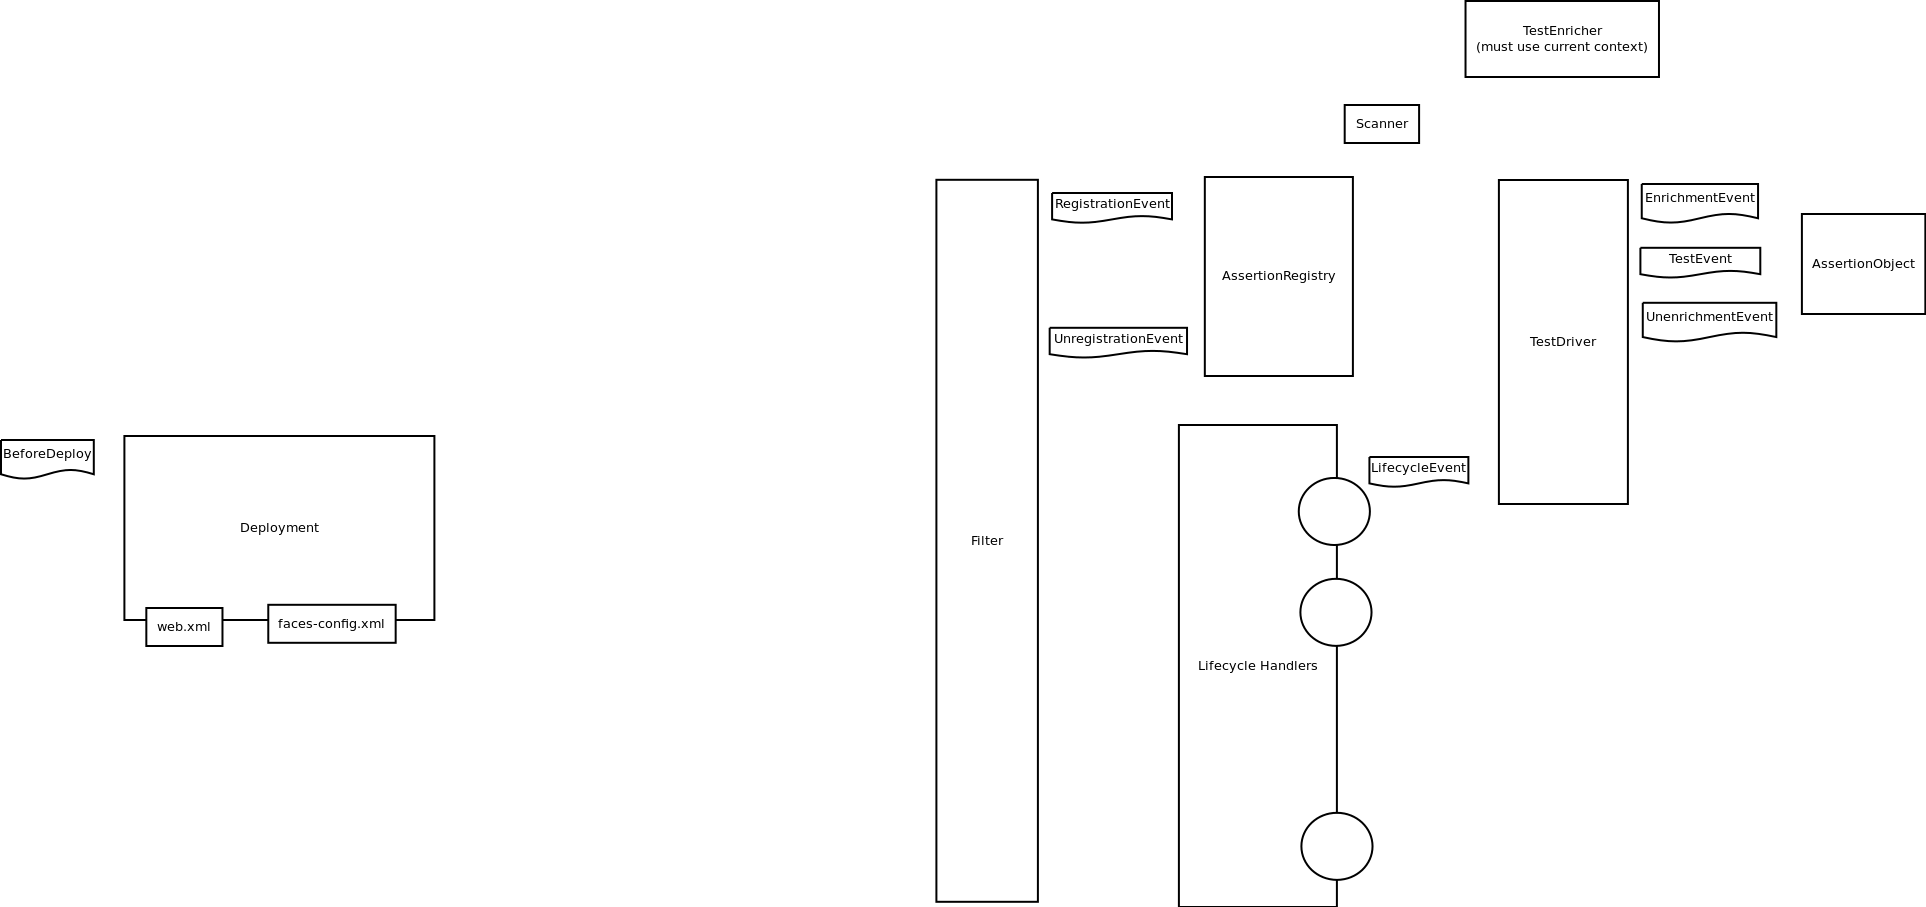 TestEnricher
(must use current context)
Scanner
RegistrationEvent
EnrichmentEvent
TestEvent
AssertionObject
AssertionRegistry
UnenrichmentEvent
UnregistrationEvent
TestDriver
BeforeDeploy
LifecycleEvent
Deployment
Filter
web.xml
faces-config.xml
Lifecycle Handlers